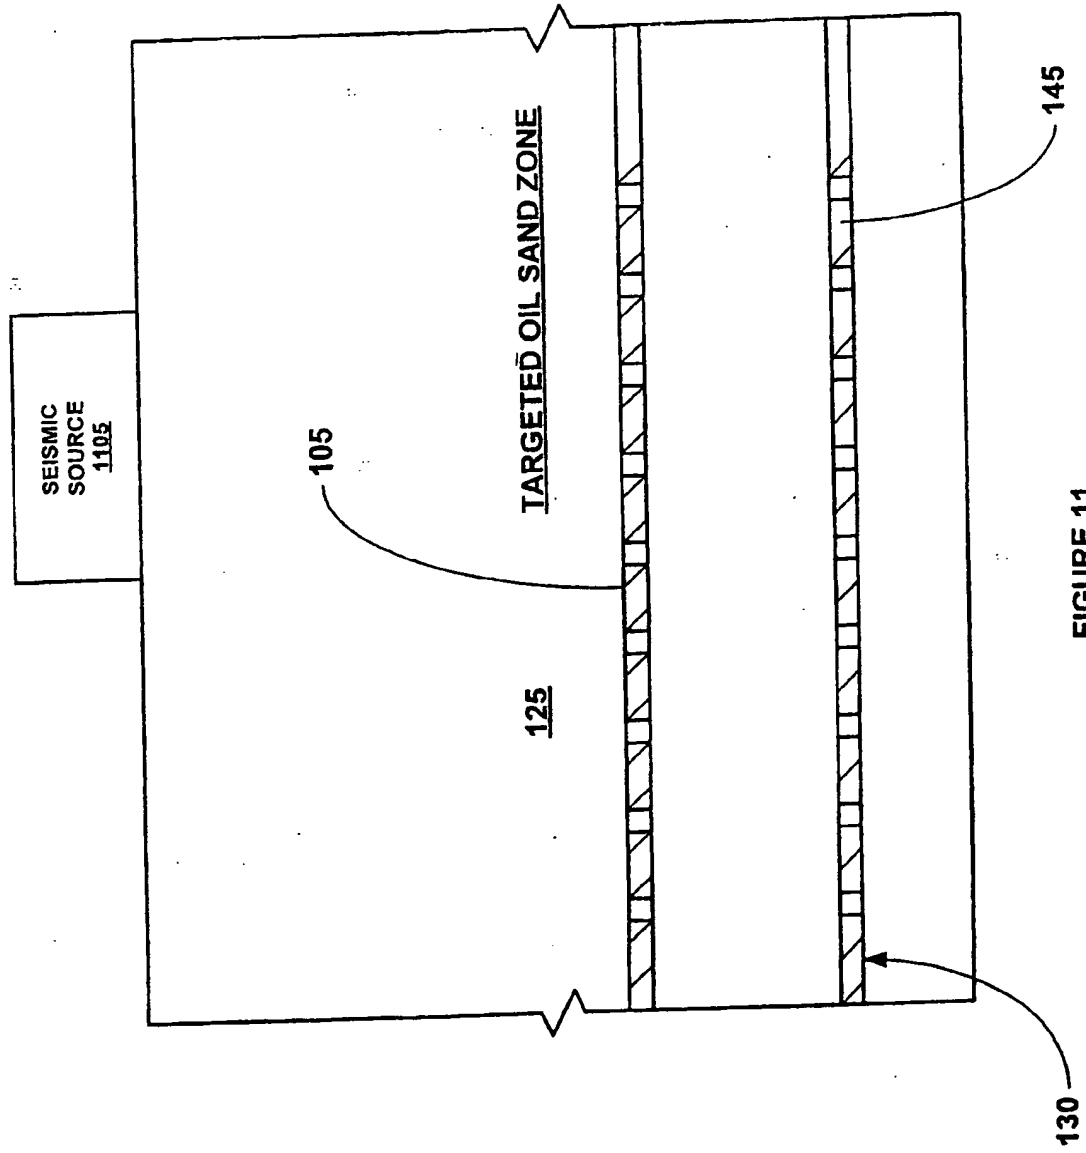 SEISMIC
SOURCE
1105
105
TARGETED OIL SAND ZONE
125
145
130
FIGURE 11